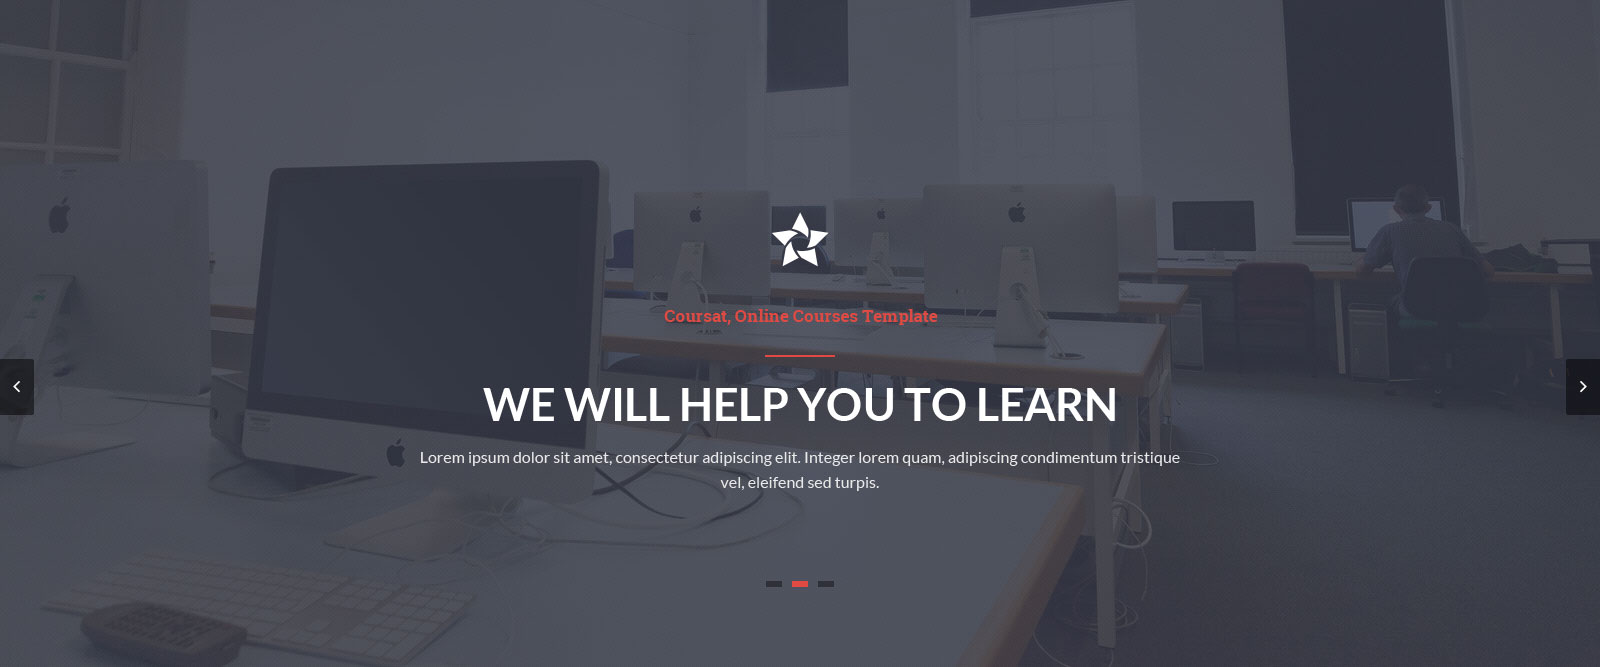 Coursat, Online Courses Template
WE WILL HELP YOU TO LEARN
Lorem ipsum dolor sit amet, consectetur adipiscing elit. Integer lorem quam, adipiscing condimentum tristique
vel, eleifend sed turpis.